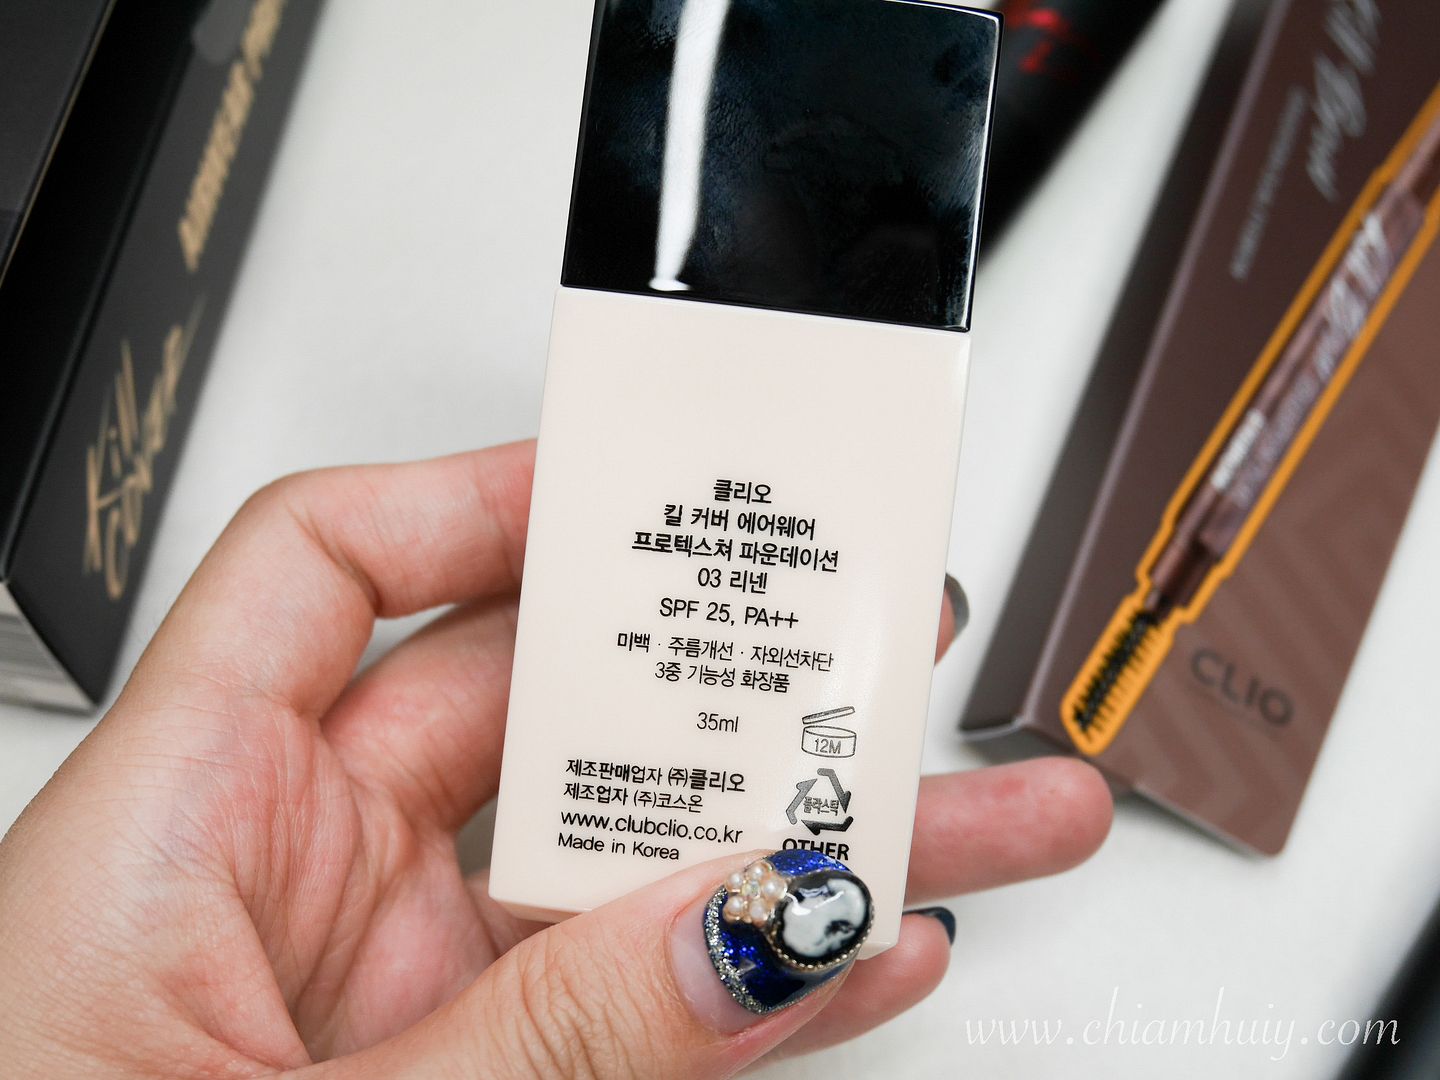 클리오
킬 커버 에어웨어
프로텍스쳐 파운데이션
03 리넨
SPF 25, PA++
미백 · 주름개선 · 자외선차단
3중 기능성 화장품
35ml
12M
제조판매업자 (주)클리오
제조업자 (주)코스온
www.clubclio.co.kr
Made in Korea
플라스틱
OTHER
Kill Cover
CLIO
www.chiamhuiy.com